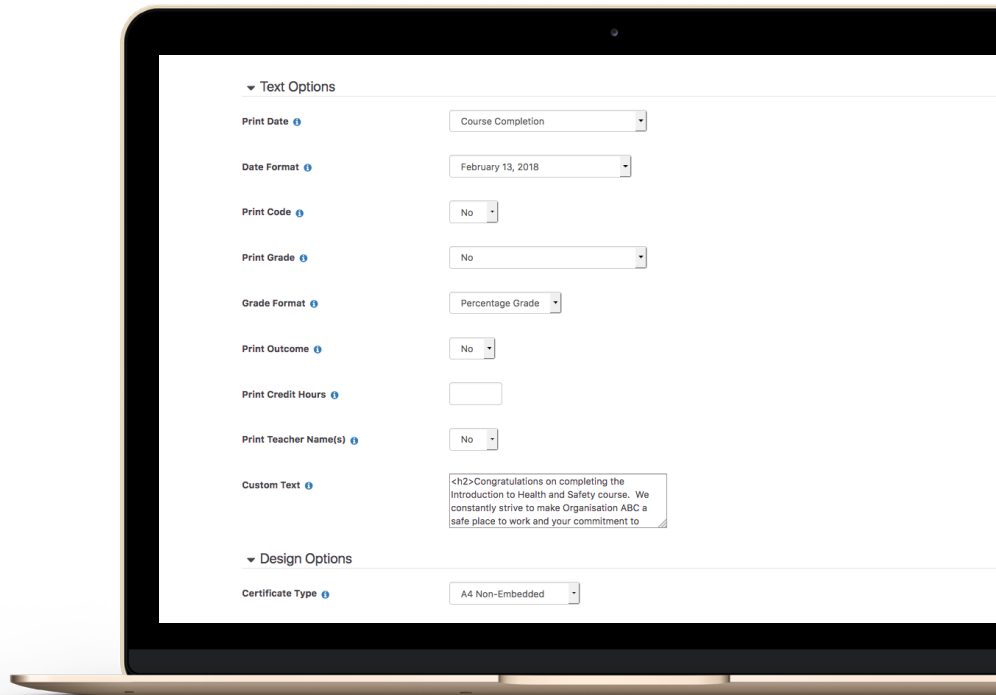 Text Options
Print Date
Course Completion
Date Format
February 13, 2018
Print Code
No
Print Grade
No
Grade Format
Percentage Grade
Print Outcome
No
Print Credit Hours
Print Teacher Name(s)
No
Custom Text
<h2>Congratulations on completing the
Introduction to Health and Safety course.  We
constantly strive to make Organisation ABC a
safe place to work and your commitment to
Design Options
Certificate Type
A4 Non-Embedded